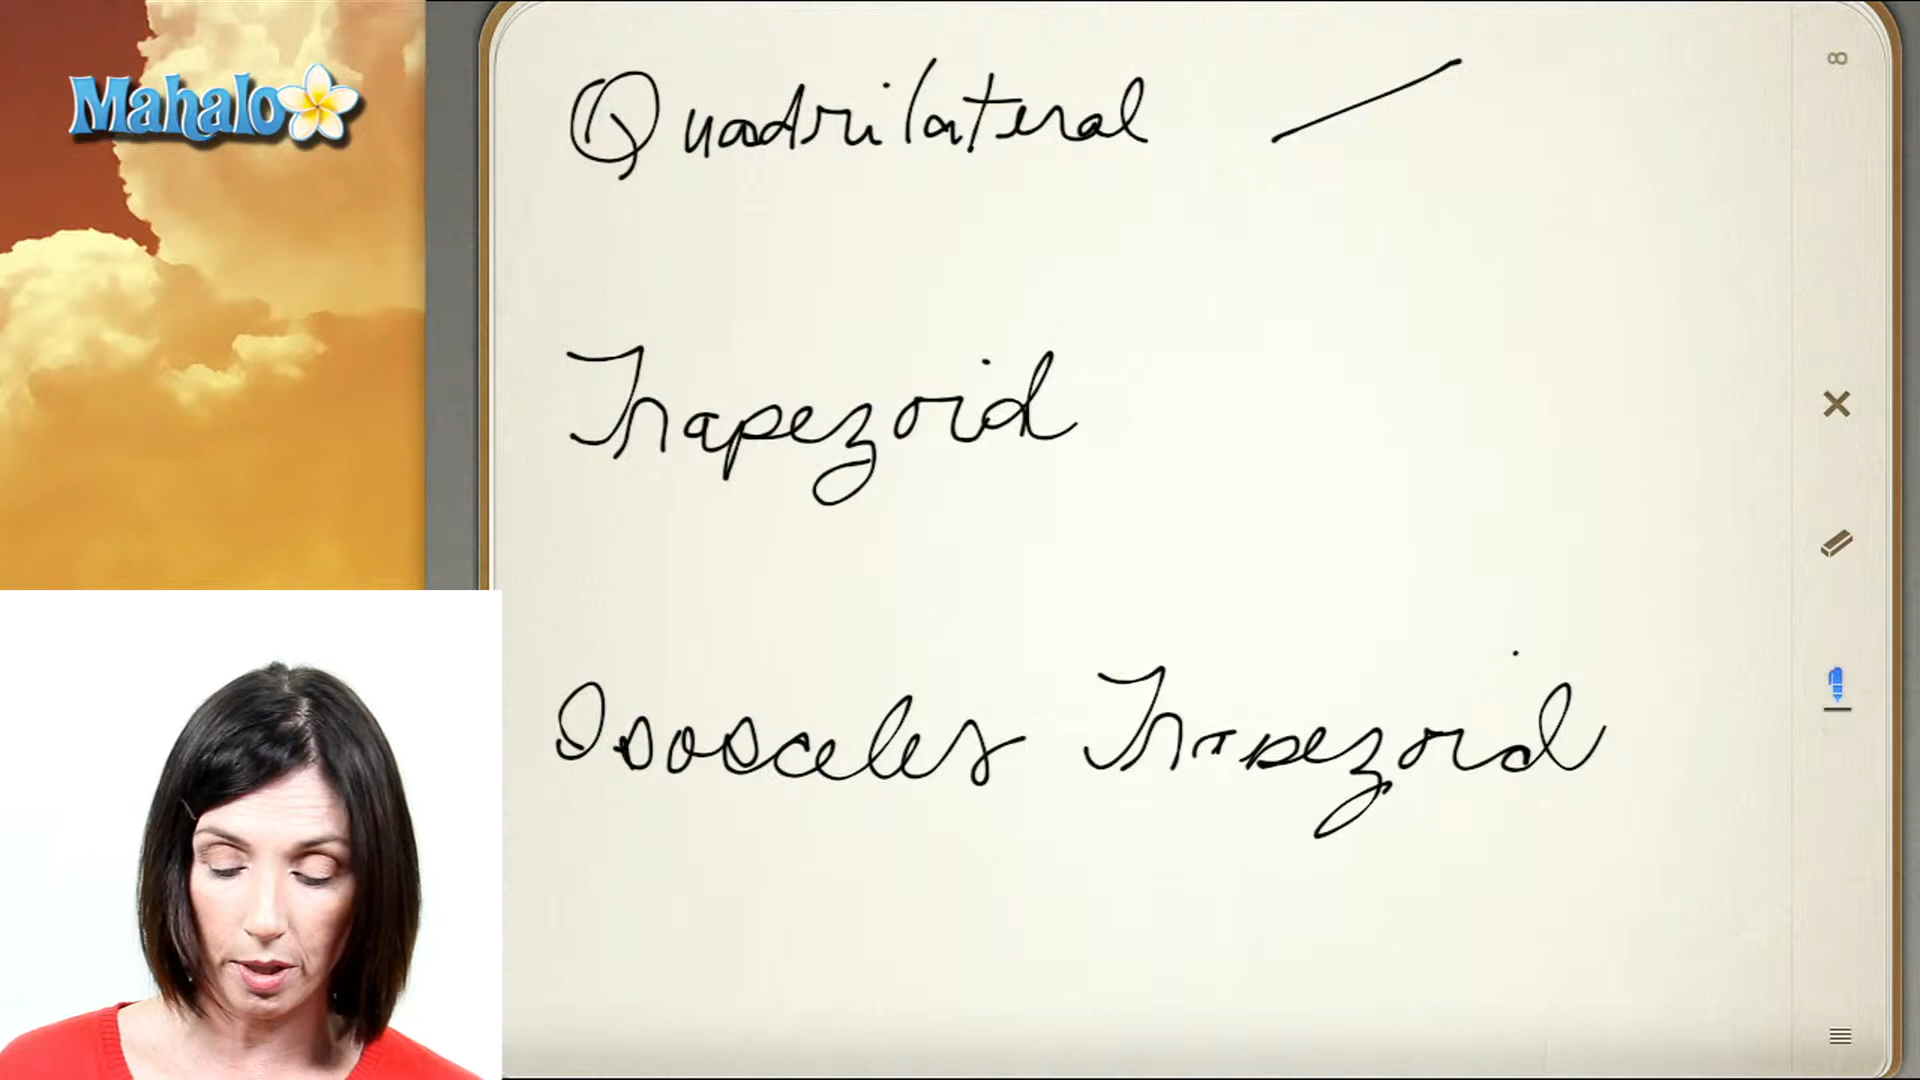 Mahalo
Quadrilateral
Trapezoid
Isosceles Trapezoid